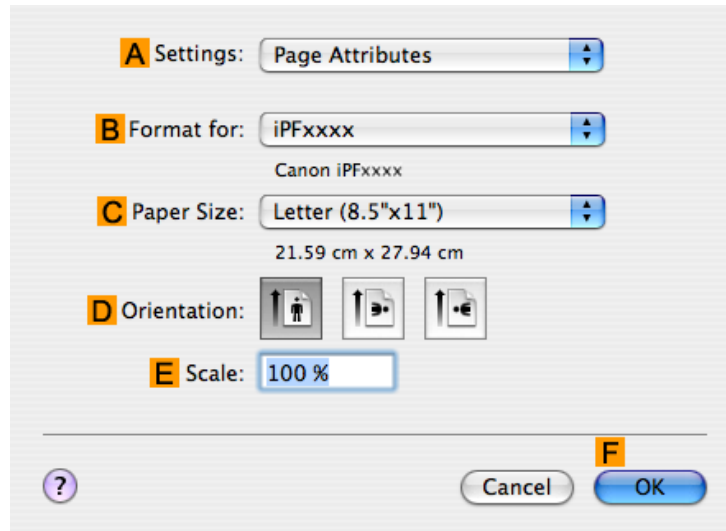 A Settings: Page Attributes
B Format for: iPFxxxx
Canon iPFxxxx
C Paper Size: Letter (8.5"x11")
21.59 cm x 27.94 cm
D Orientation:
E Scale: 100 %
F
? Cancel OK